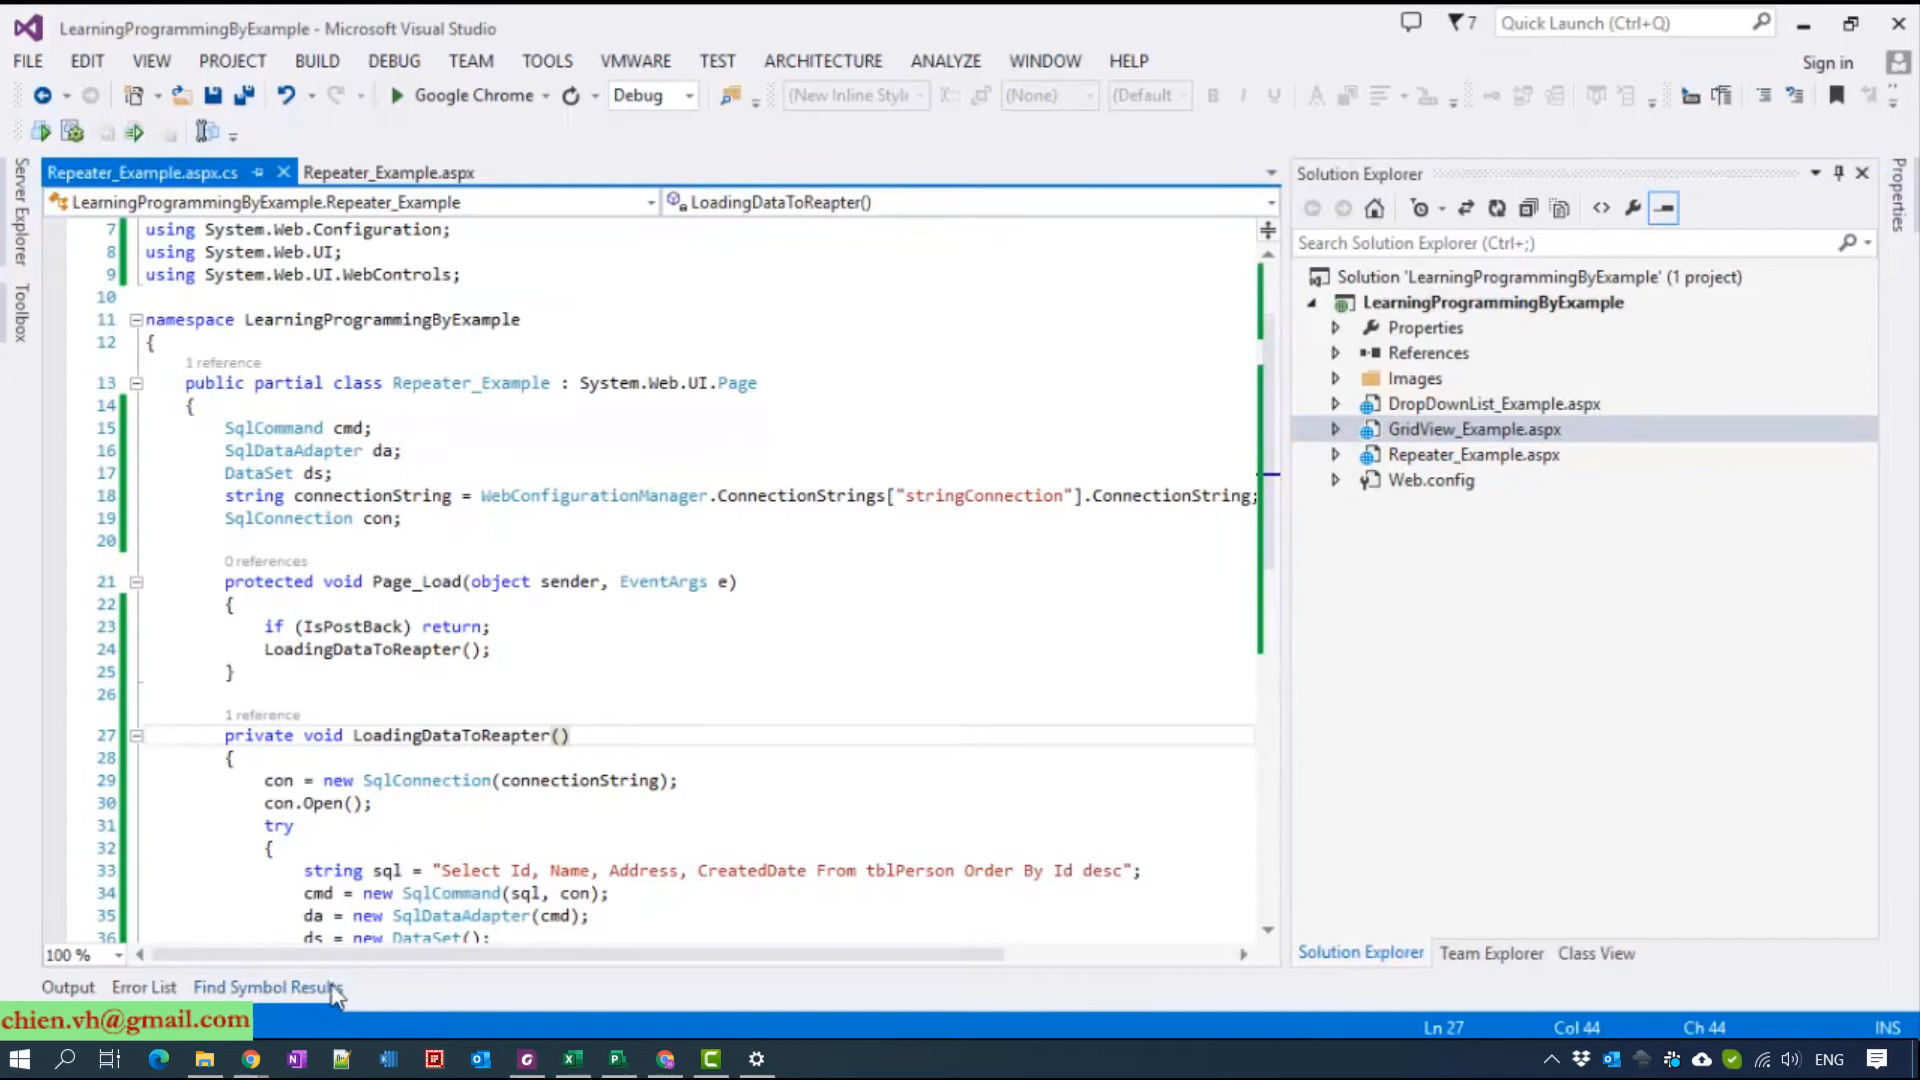 LearningProgrammingByExample - Microsoft Visual Studio
7
Quick Launch (Ctrl+Q)
FILE EDIT VIEW PROJECT BUILD DEBUG TEAM TOOLS VMWARE TEST ARCHITECTURE ANALYZE WINDOW HELP
Sign in
Google Chrome Debug (New Inline Style (None) (Default
Server Explorer
Toolbox
Repeater_Example.aspx.cs Repeater_Example.aspx
LearningProgrammingByExample.Repeater_Example LoadingDataToReapter()
7 using System.Web.Configuration;
8 using System.Web.UI;
9 using System.Web.UI.WebControls;
10
11 namespace LearningProgrammingByExample
12 {
1 reference
13 public partial class Repeater_Example : System.Web.UI.Page
14 {
15 SqlCommand cmd;
16 SqlDataAdapter da;
17 DataSet ds;
18 string connectionString = WebConfigurationManager.ConnectionStrings["stringConnection"].ConnectionString;
19 SqlConnection con;
20
0 references
21 protected void Page_Load(object sender, EventArgs e)
22 {
23 if (IsPostBack) return;
24 LoadingDataToReapter();
25 }
26
1 reference
27 private void LoadingDataToReapter()
28 {
29 con = new SqlConnection(connectionString);
30 con.Open();
31 try
32 {
33 string sql = "Select Id, Name, Address, CreatedDate From tblPerson Order By Id desc";
34 cmd = new SqlCommand(sql, con);
35 da = new SqlDataAdapter(cmd);
36 ds = new DataSet();
100 %
Solution Explorer
Search Solution Explorer (Ctrl+;)
Solution 'LearningProgrammingByExample' (1 project)
LearningProgrammingByExample
Properties
References
Images
DropDownList_Example.aspx
GridView_Example.aspx
Repeater_Example.aspx
Web.config
Solution Explorer Team Explorer Class View
Properties
Output Error List Find Symbol Results
chien.vh@gmail.com
Ln 27 Col 44 Ch 44 INS
ENG